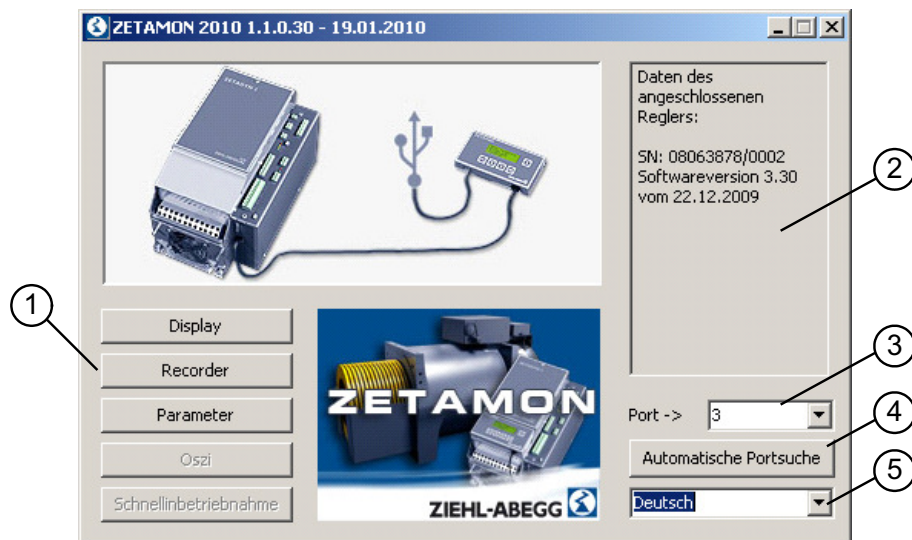 ZETAMON 2010 1.1.0.30 - 19.01.2010
Daten des
angeschlossenen
Reglers:
SN: 08063878/0002
Softwareversion 3.30
vom 22.12.2009
2
1
Display
Recorder
Parameter
Oszi
Schnellinbetriebnahme
ZETAMON
ZIEHL-ABEGG
3
Port -> 3
4
Automatische Portsuche
5
Deutsch